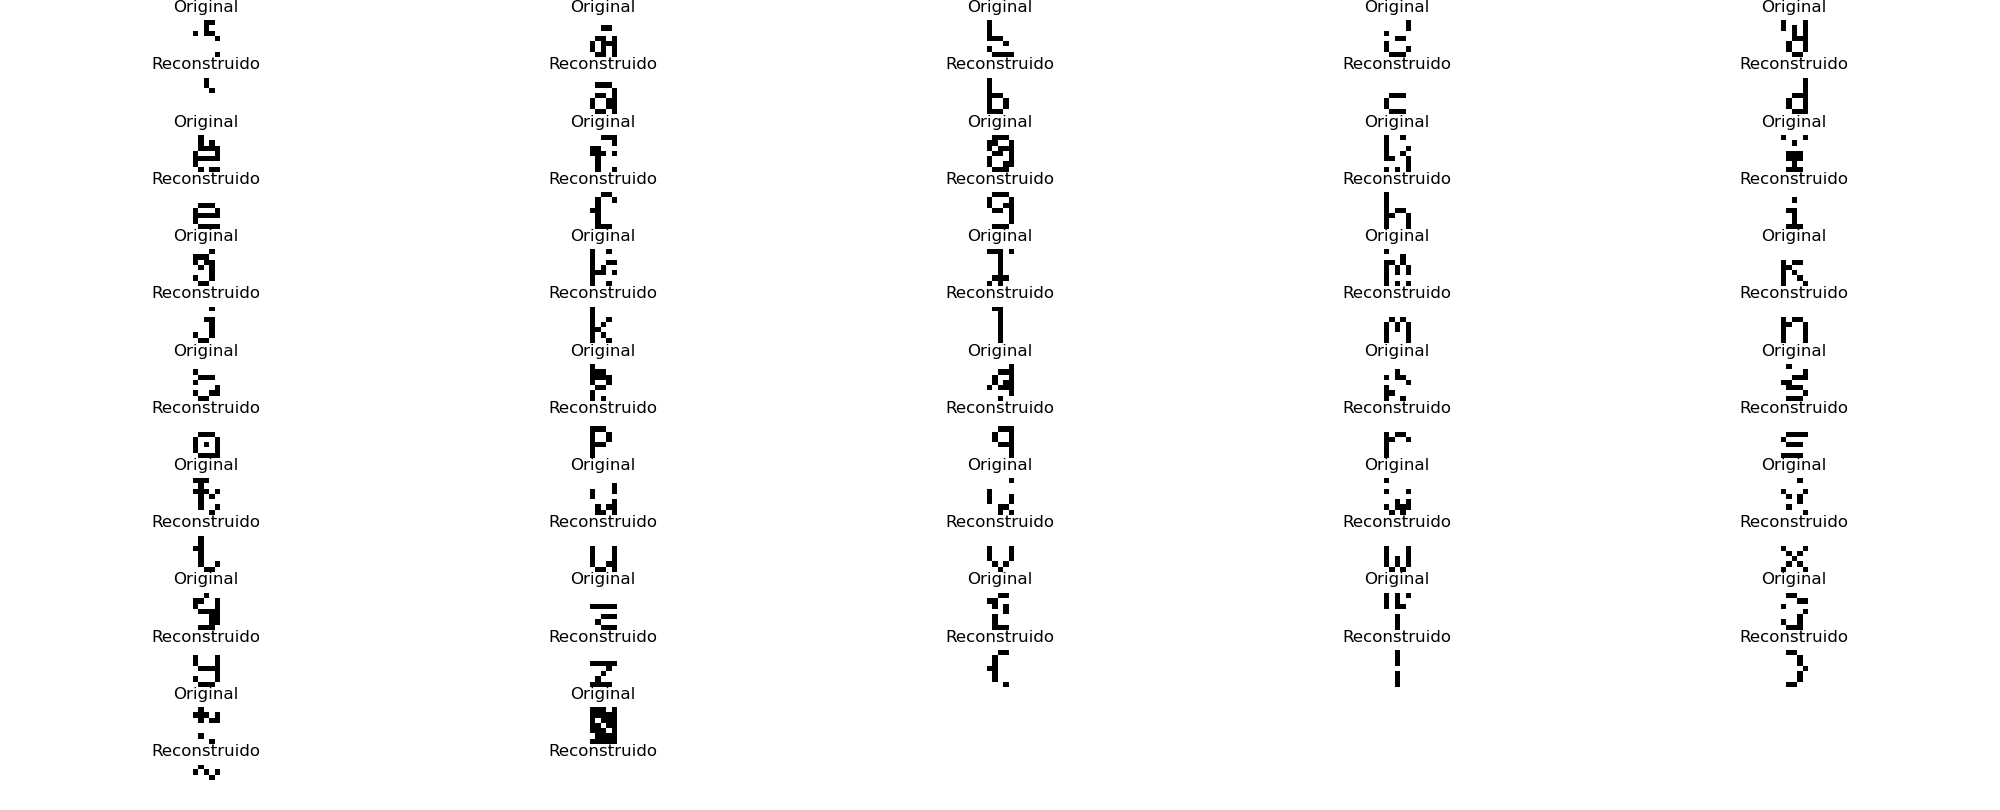 Original Original Original Original Original
Reconstruido Reconstruido Reconstruido Reconstruido Reconstruido
` a b c d
Original Original Original Original Original
Reconstruido Reconstruido Reconstruido Reconstruido Reconstruido
e f g h i
Original Original Original Original Original
Reconstruido Reconstruido Reconstruido Reconstruido Reconstruido
j k l m n
Original Original Original Original Original
Reconstruido Reconstruido Reconstruido Reconstruido Reconstruido
o p q r s
Original Original Original Original Original
Reconstruido Reconstruido Reconstruido Reconstruido Reconstruido
t u v w x
Original Original Original Original Original
Reconstruido Reconstruido Reconstruido Reconstruido Reconstruido
y z { | }
Original Original
Reconstruido Reconstruido
~